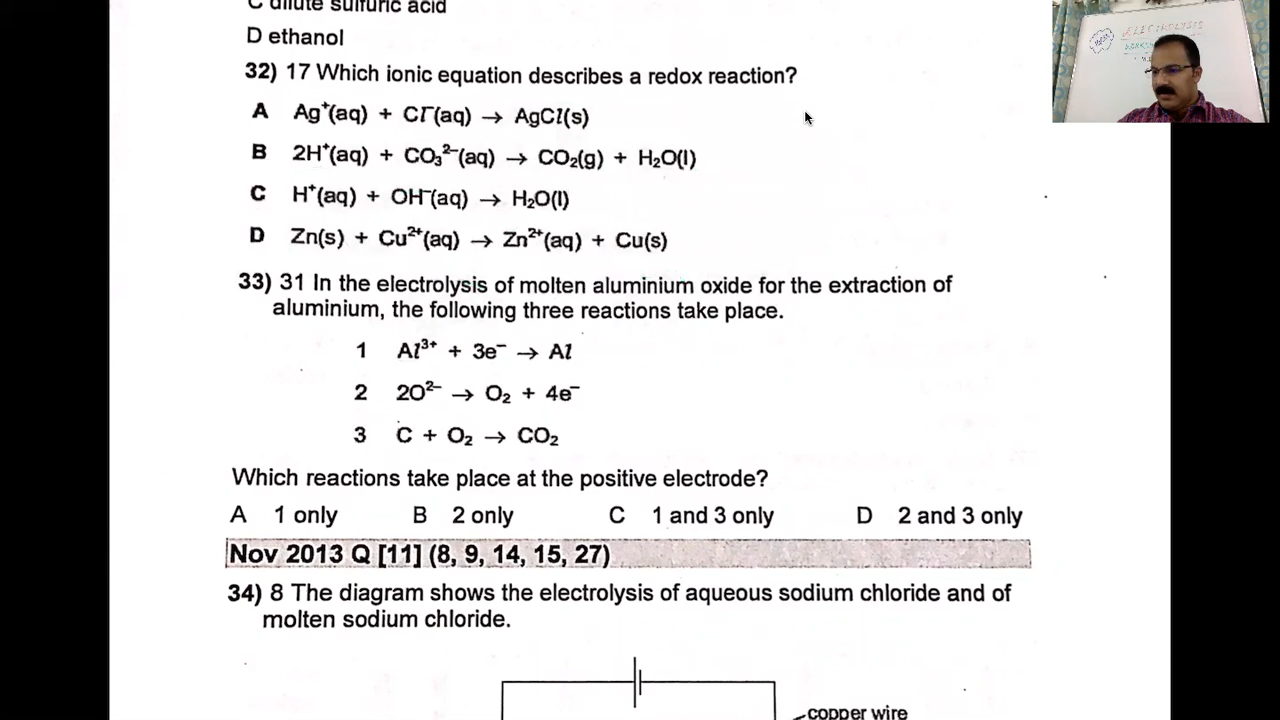 C dilute sulfuric acid
D ethanol
32) 17 Which ionic equation describes a redox reaction?
A Ag⁺(aq) + Cl⁻(aq) → AgCl(s)
B 2H⁺(aq) + CO₃²⁻(aq) → CO₂(g) + H₂O(l)
C H⁺(aq) + OH⁻(aq) → H₂O(l)
D Zn(s) + Cu²⁺(aq) → Zn²⁺(aq) + Cu(s)
33) 31 In the electrolysis of molten aluminium oxide for the extraction of
aluminium, the following three reactions take place.
1 Al³⁺ + 3e⁻ → Al
2 2O²⁻ → O₂ + 4e⁻
3 C + O₂ → CO₂
Which reactions take place at the positive electrode?
A 1 only B 2 only C 1 and 3 only D 2 and 3 only
Nov 2013 Q [11] (8, 9, 14, 15, 27)
34) 8 The diagram shows the electrolysis of aqueous sodium chloride and of
molten sodium chloride.
copper wire
ELECTROLYSIS